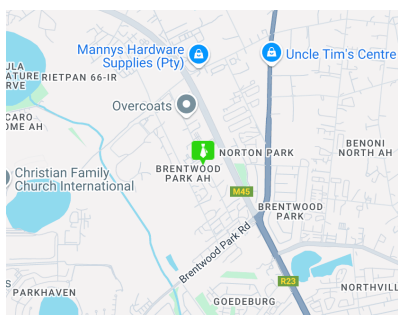 Mannys Hardware
Supplies (Pty)
Uncle Tim's Centre
ULA
ATURE
RVE
RIETPAN 66-IR
Overcoats
CARO
OME AH
NORTON PARK
BENONI
NORTH AH
BRENTWOOD
PARK AH
Christian Family
Church International
M45
BRENTWOOD
PARK
Brentwood Park Rd
R23
PARKHAVEN
GOEDEBURG
NORTHVILL